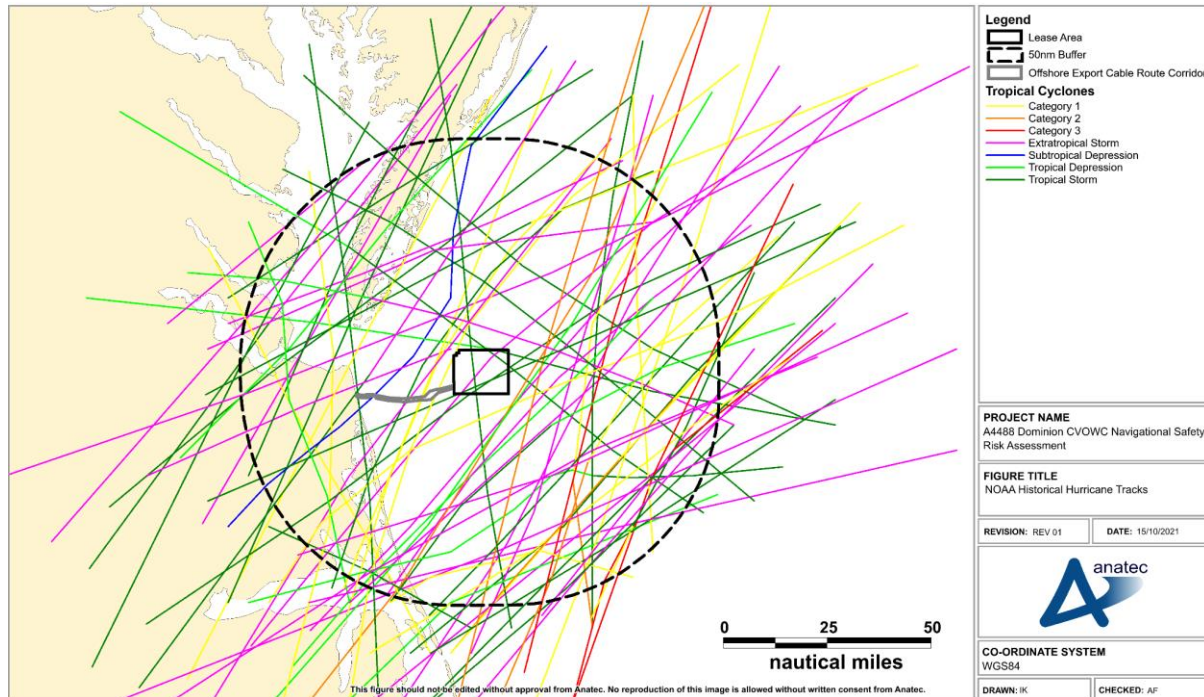 Legend
Lease Area
50nm Buffer
Offshore Export Cable Route Corridor
Tropical Cyclones
Category 1
Category 2
Category 3
Extratropical Storm
Subtropical Depression
Tropical Depression
Tropical Storm
PROJECT NAME
A4488 Dominion CVOWC Navigational Safety
Risk Assessment
FIGURE TITLE
NOAA Historical Hurricane Tracks
REVISION: REV 01 DATE: 15/10/2021
anatec
CO-ORDINATE SYSTEM
WGS84
DRAWN: IK CHECKED: AF
0 25 50
nautical miles
This figure should not be edited without approval from Anatec. No reproduction of this image is allowed without written consent from Anatec.